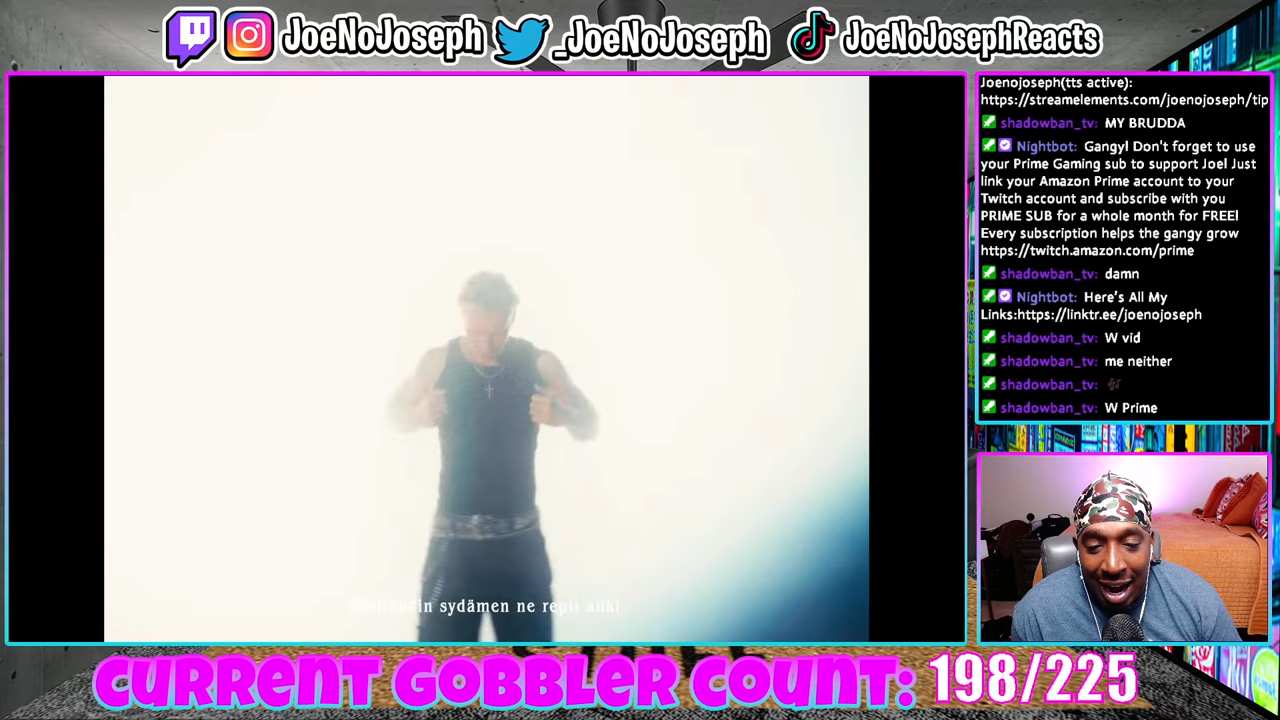 JoeNoJoseph
_JoeNoJoseph
JoeNoJosephReacts
Joenojoseph(tts active):
https://streamelements.com/joenojoseph/tip
shadowban_tv: MY BRUDDA
Nightbot: Gangy! Don't forget to use
your Prime Gaming sub to support Joe! Just
link your Amazon Prime account to your
Twitch account and subscribe with you
PRIME SUB for a whole month for FREE!
Every subscription helps the gangy grow
https://twitch.amazon.com/prime
shadowban_tv: damn
Nightbot: Here's All My
Links:https://linktr.ee/joenojoseph
shadowban_tv: W vid
shadowban_tv: me neither
shadowban_tv:
shadowban_tv: W Prime
sydämen ne repii auki
CURRENT GOBBLER COUNT: 198/225